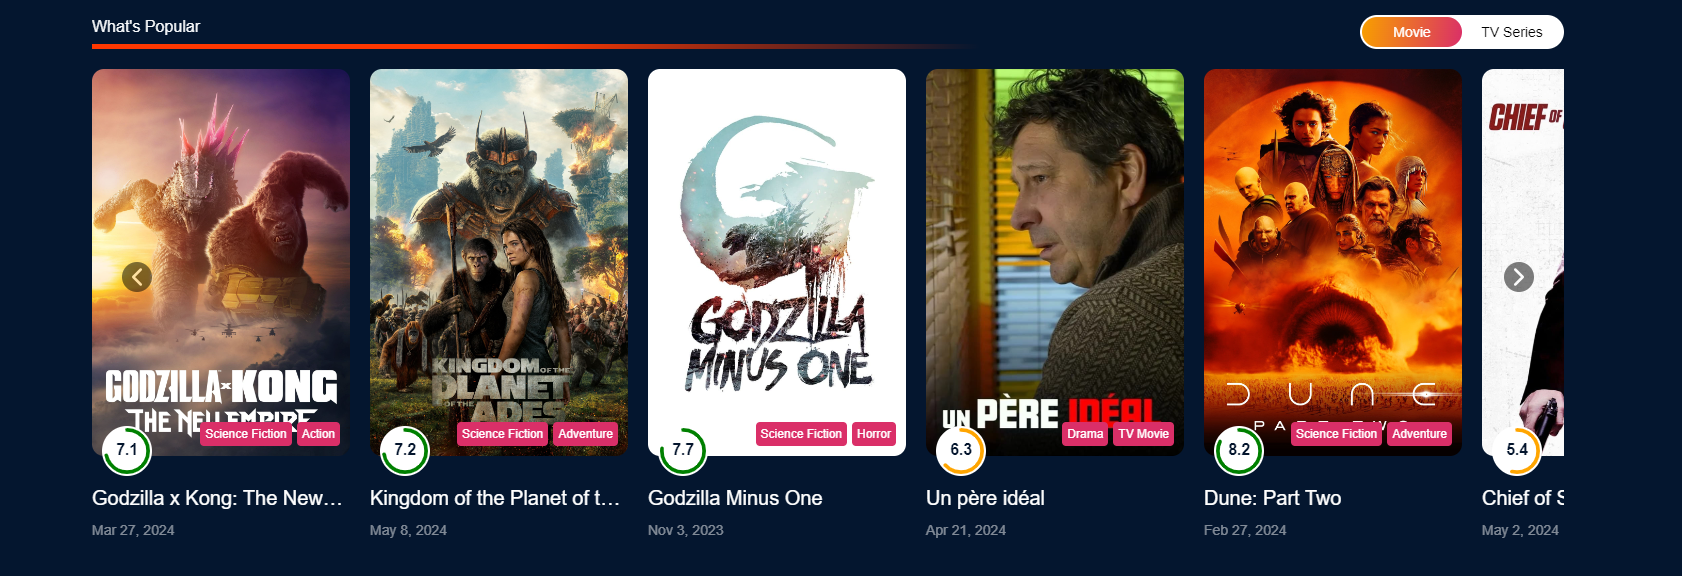 What's Popular
Movie
TV Series
GODZILLA x KONG
THE NEW EMPIRE
Science Fiction
Action
7.1
Godzilla x Kong: The New...
Mar 27, 2024
KINGDOM OF THE
PLANET
OF THE APES
Science Fiction
Adventure
7.2
Kingdom of the Planet of t...
May 8, 2024
GODZILLA
MINUS ONE
Science Fiction
Horror
7.7
Godzilla Minus One
Nov 3, 2023
UN PÈRE IDÉAL
Drama
TV Movie
6.3
Un père idéal
Apr 21, 2024
DUNE
PART TWO
Science Fiction
Adventure
8.2
Dune: Part Two
Feb 27, 2024
CHIEF OF
5.4
Chief of S
May 2, 2024